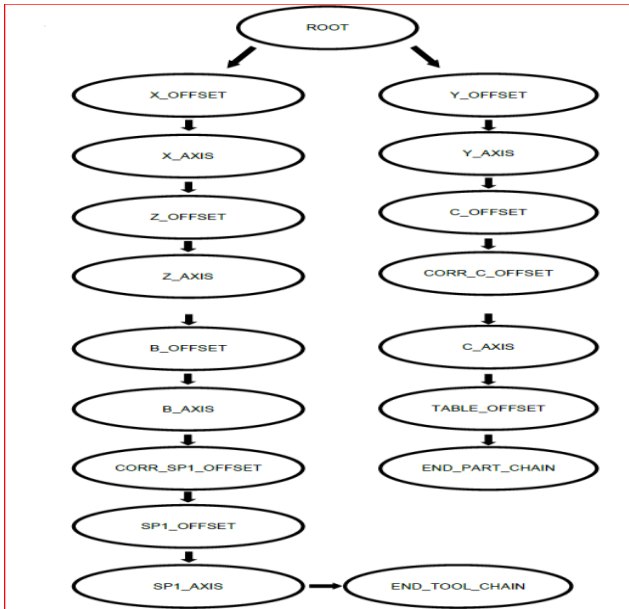 ROOT
X_OFFSET
Y_OFFSET
X_AXIS
Y_AXIS
Z_OFFSET
C_OFFSET
Z_AXIS
CORR_C_OFFSET
B_OFFSET
C_AXIS
B_AXIS
TABLE_OFFSET
CORR_SP1_OFFSET
END_PART_CHAIN
SP1_OFFSET
SP1_AXIS
END_TOOL_CHAIN